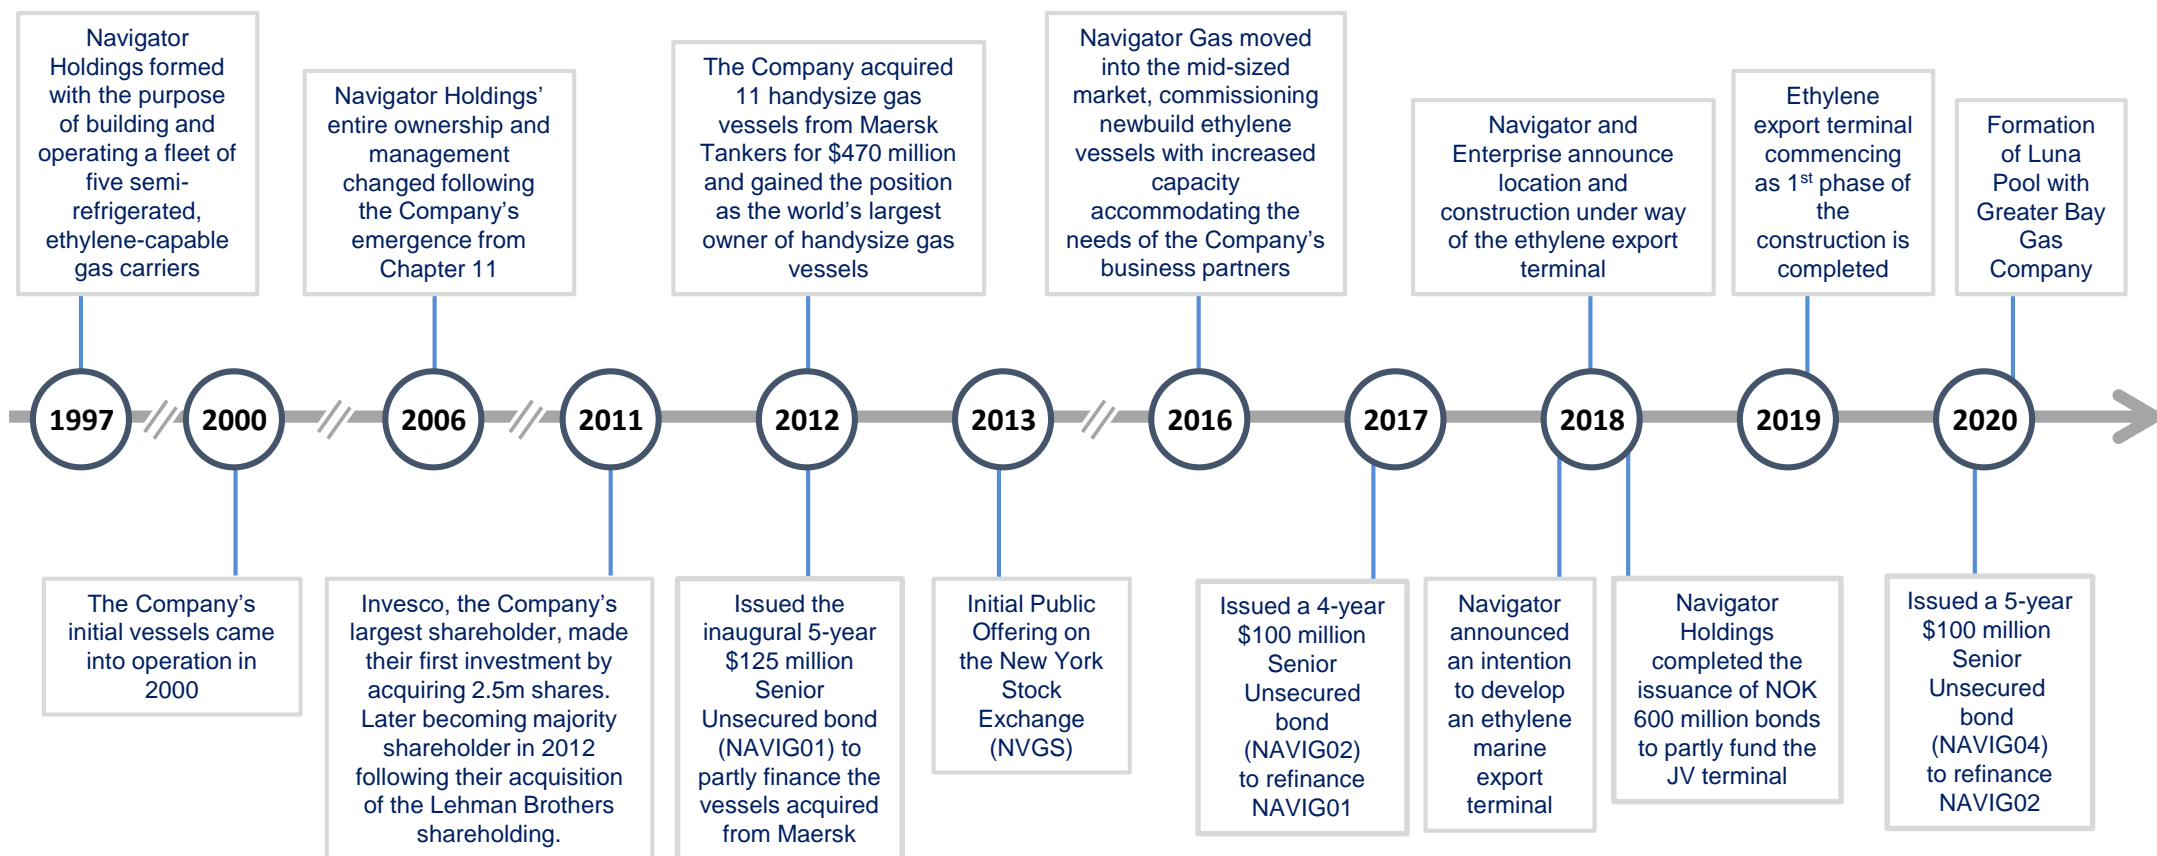 Navigator
Holdings formed
with the purpose
of building and
operating a fleet of
five semi-
refrigerated,
ethylene-capable
gas carriers
Navigator Holdings’
entire ownership and
management
changed following
the Company’s
emergence from
Chapter 11
The Company acquired
11 handysize gas
vessels from Maersk
Tankers for $470 million
and gained the position
as the world’s largest
owner of handysize gas
vessels
Navigator Gas moved
into the mid-sized
market, commissioning
newbuild ethylene
vessels with increased
capacity
accommodating the
needs of the Company’s
business partners
Navigator and
Enterprise announce
location and
construction under way
of the ethylene export
terminal
Ethylene
export terminal
commencing
as 1st phase of
the
construction is
completed
Formation
of Luna
Pool with
Greater Bay
Gas
Company
1997
2000
2006
2011
2012
2013
2016
2017
2018
2019
2020
The Company’s
initial vessels came
into operation in
2000
Invesco, the Company’s
largest shareholder, made
their first investment by
acquiring 2.5m shares.
Later becoming majority
shareholder in 2012
following their acquisition
of the Lehman Brothers
shareholding.
Issued the
inaugural 5-year
$125 million
Senior
Unsecured bond
(NAVIG01) to
partly finance the
vessels acquired
from Maersk
Initial Public
Offering on
the New York
Stock
Exchange
(NVGS)
Issued a 4-year
$100 million
Senior
Unsecured
bond
(NAVIG02)
to refinance
NAVIG01
Navigator
announced
an intention
to develop
an ethylene
marine
export
terminal
Navigator
Holdings
completed the
issuance of NOK
600 million bonds
to partly fund the
JV terminal
Issued a 5-year
$100 million
Senior
Unsecured
bond
(NAVIG04)
to refinance
NAVIG02